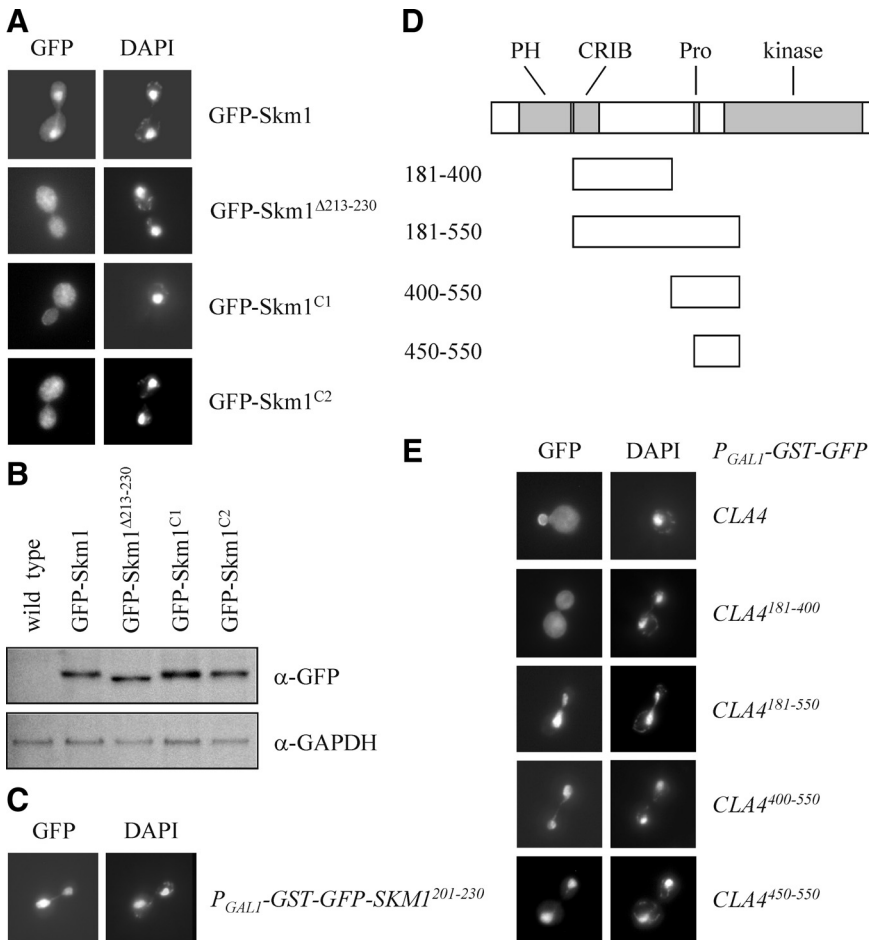 A
GFP DAPI
GFP-Skm1
GFP-Skm1Δ213-230
GFP-Skm1C1
GFP-Skm1C2
B
wild type
GFP-Skm1
GFP-Skm1Δ213-230
GFP-Skm1C1
GFP-Skm1C2
α-GFP
α-GAPDH
C
GFP DAPI
PGAL1-GST-GFP-SKM1201-230
D
PH CRIB Pro kinase
181-400
181-550
400-550
450-550
E
GFP DAPI PGAL1-GST-GFP
CLA4
CLA4181-400
CLA4181-550
CLA4400-550
CLA4450-550